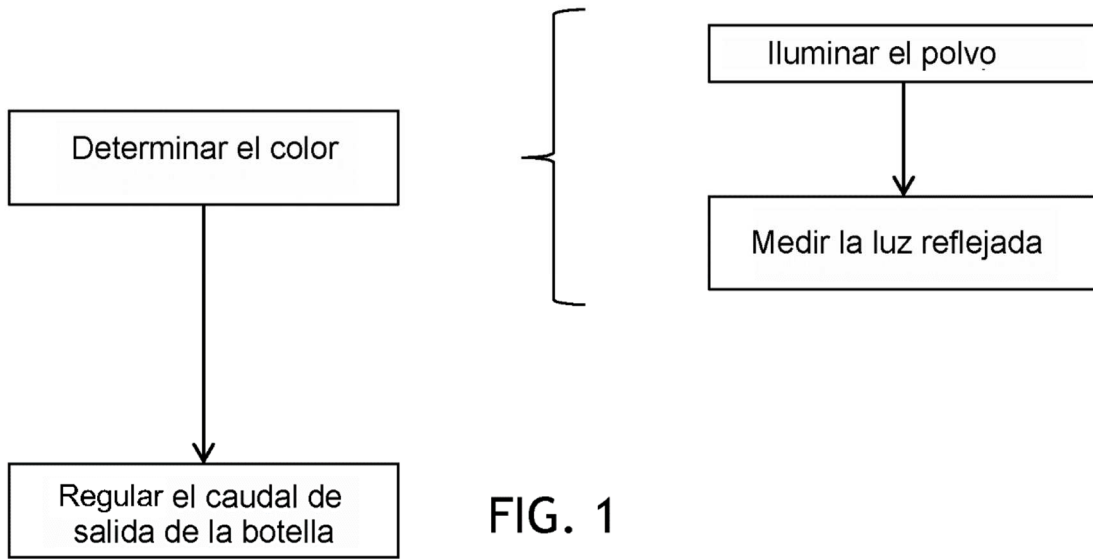 Iluminar el polvo
Determinar el color
Medir la luz reflejada
Regular el caudal de
salida de la botella
FIG. 1